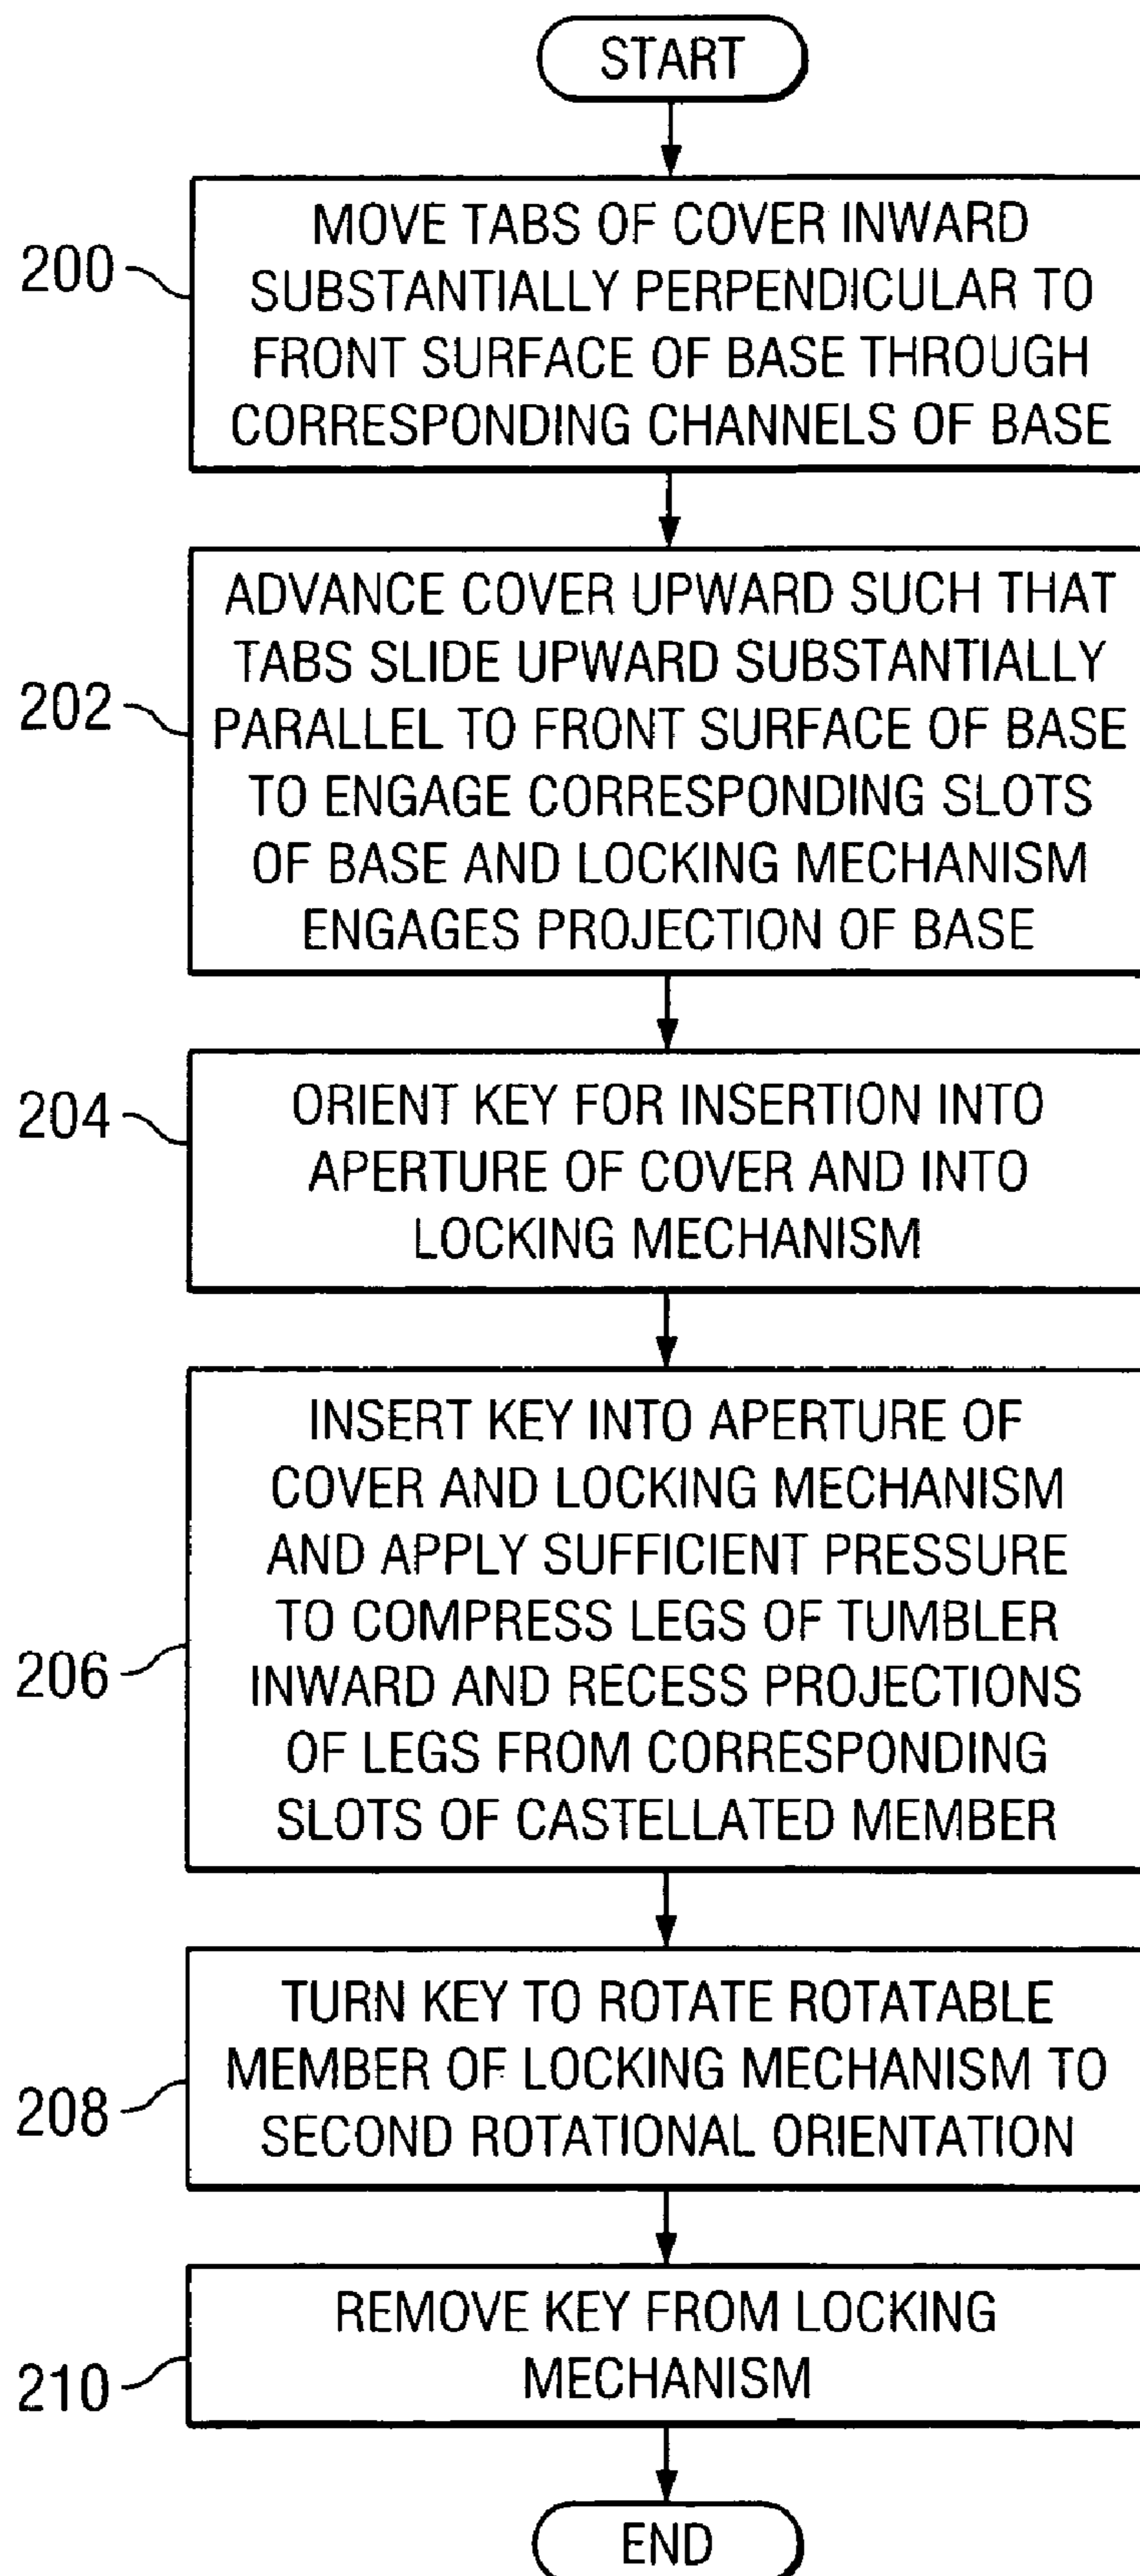 START
200
MOVE TABS OF COVER INWARD
SUBSTANTIALLY PERPENDICULAR TO
FRONT SURFACE OF BASE THROUGH
CORRESPONDING CHANNELS OF BASE
202
ADVANCE COVER UPWARD SUCH THAT
TABS SLIDE UPWARD SUBSTANTIALLY
PARALLEL TO FRONT SURFACE OF BASE
TO ENGAGE CORRESPONDING SLOTS
OF BASE AND LOCKING MECHANISM
ENGAGES PROJECTION OF BASE
204
ORIENT KEY FOR INSERTION INTO
APERTURE OF COVER AND INTO
LOCKING MECHANISM
206
INSERT KEY INTO APERTURE OF
COVER AND LOCKING MECHANISM
AND APPLY SUFFICIENT PRESSURE
TO COMPRESS LEGS OF TUMBLER
INWARD AND RECESS PROJECTIONS
OF LEGS FROM CORRESPONDING
SLOTS OF CASTELLATED MEMBER
208
TURN KEY TO ROTATE ROTATABLE
MEMBER OF LOCKING MECHANISM TO
SECOND ROTATIONAL ORIENTATION
210
REMOVE KEY FROM LOCKING
MECHANISM
END